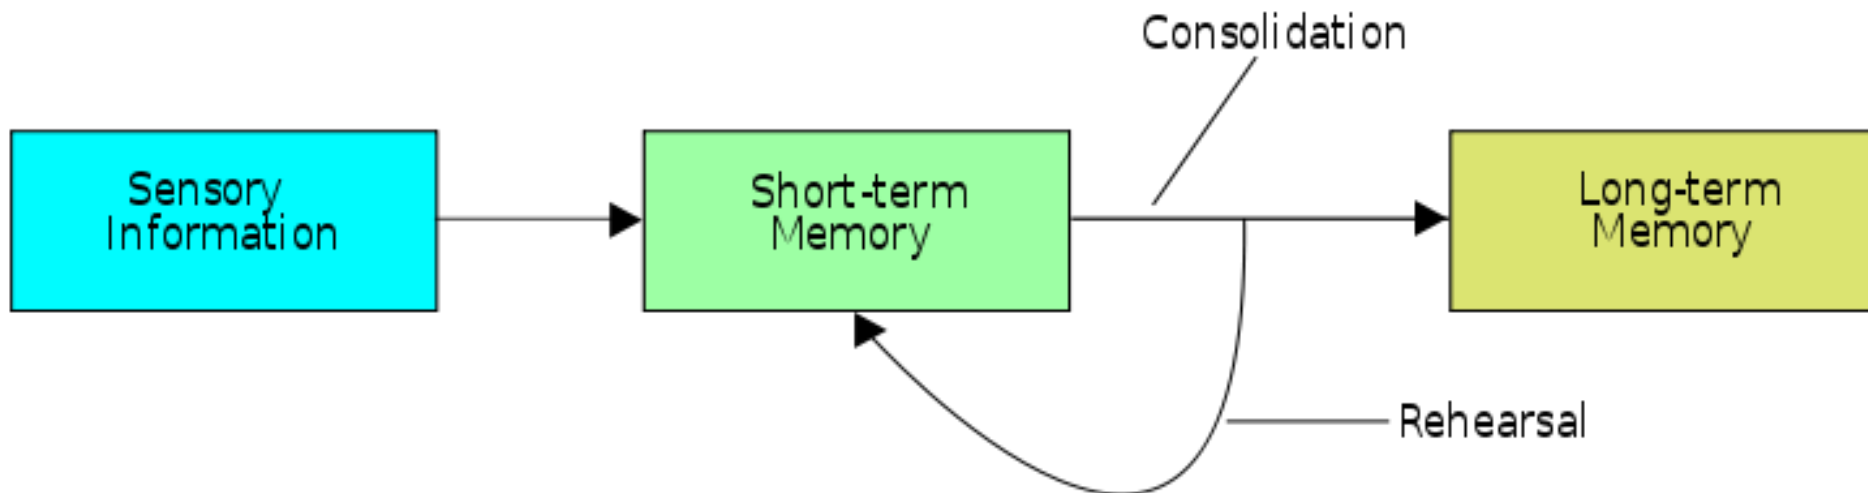 Consolidation
Sensory
Information
Short-term
Memory
Long-term
Memory
Rehearsal